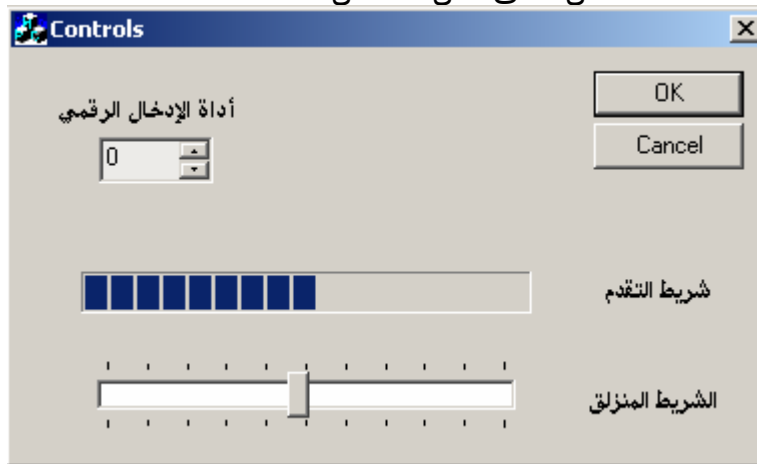 Controls
أداة الإدخال الرقمي
OK
0
Cancel
شريط التقدم
الشريط المنزلق